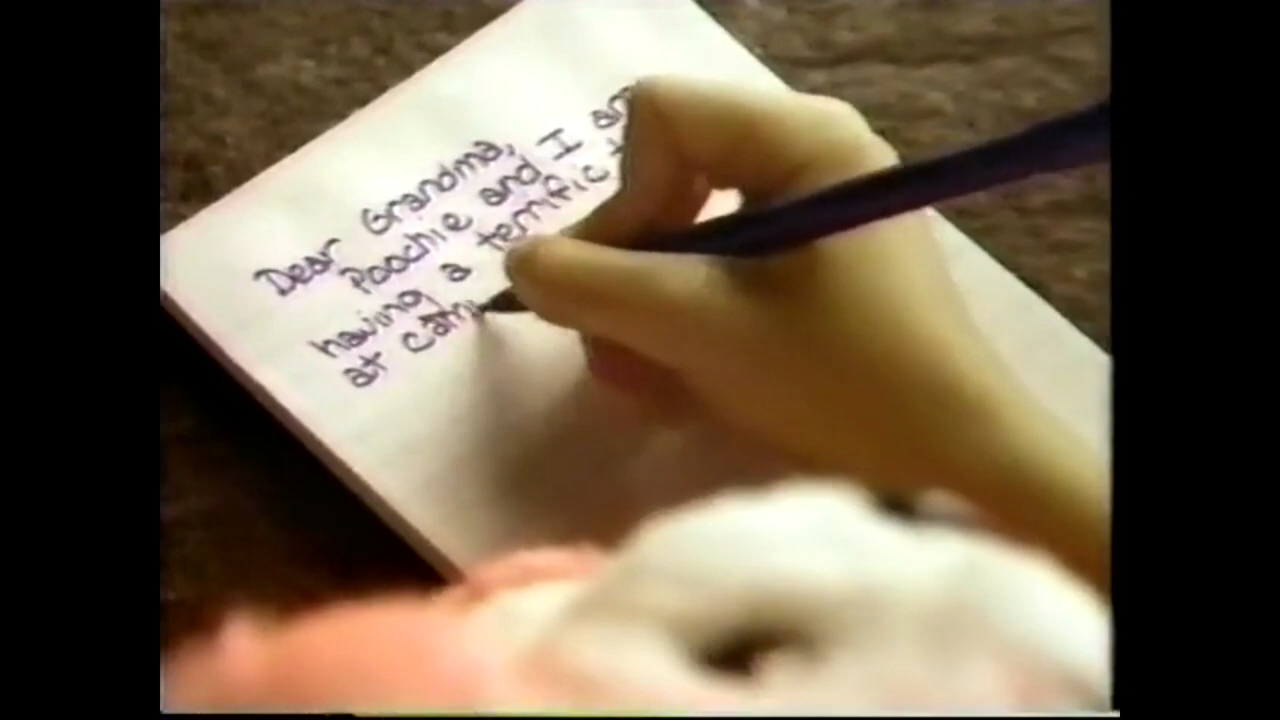 Dear Grandma,
Poochie and I am
having a terrific t
at cam